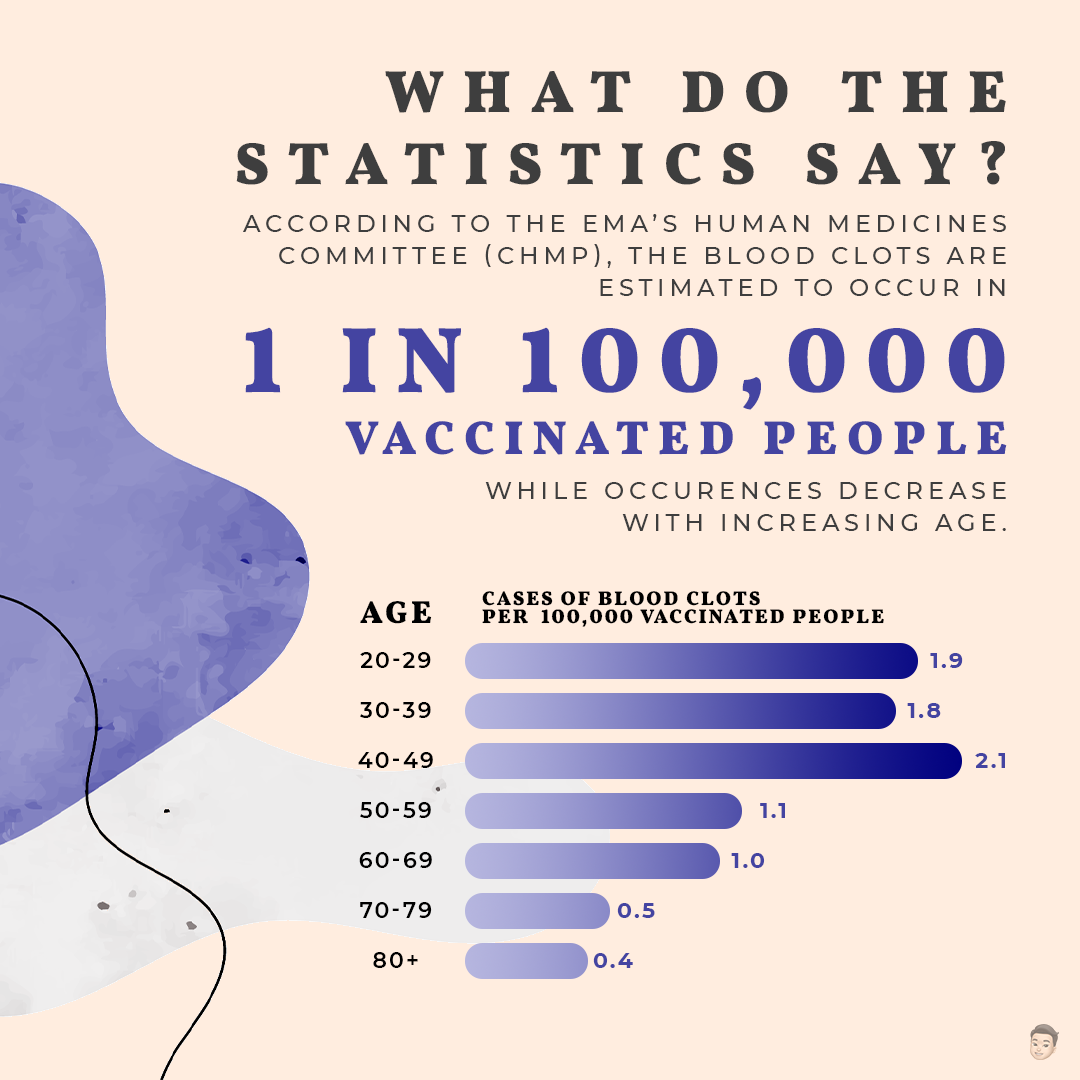 WHAT DO THE
STATISTICS SAY?
ACCORDING TO THE EMA’S HUMAN MEDICINES
COMMITTEE (CHMP), THE BLOOD CLOTS ARE
ESTIMATED TO OCCUR IN
1 IN 100,000
VACCINATED PEOPLE
WHILE OCCURENCES DECREASE
WITH INCREASING AGE.
AGE CASES OF BLOOD CLOTS
PER 100,000 VACCINATED PEOPLE
20-29 1.9
30-39 1.8
40-49 2.1
50-59 1.1
60-69 1.0
70-79 0.5
80+ 0.4